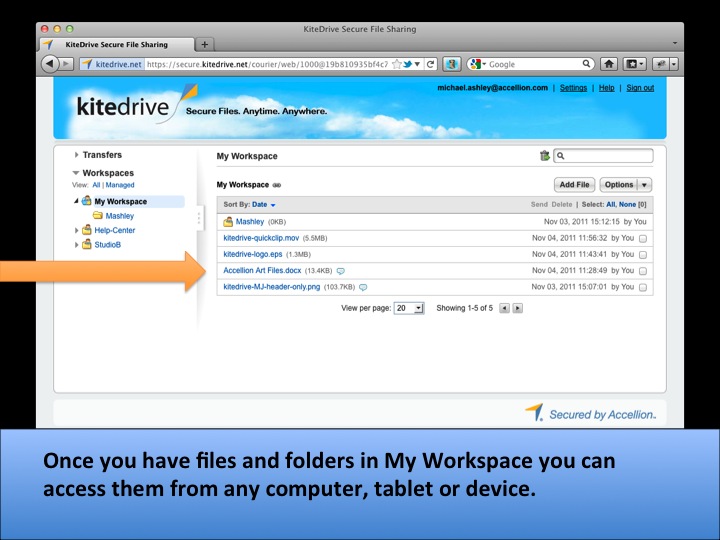 KiteDrive Secure File Sharing
KiteDrive Secure File Sharing
kitedrive.net https://secure.kitedrive.net/courier/web/1000@19b810935bf4c7
Google
michael.ashley@accellion.com | Settings | Help | Sign out
kitedrive Secure Files. Anytime. Anywhere.
Transfers
Workspaces
View: All | Managed
My Workspace
Mashley
Help-Center
StudioB
My Workspace
My Workspace
Add File Options
Sort By: Date Send Delete | Select: All, None [0]
Mashley (0KB) Nov 03, 2011 15:12:15 by You
kitedrive-quickclip.mov (5.5MB) Nov 04, 2011 11:56:32 by You
kitedrive-logo.eps (1.3MB) Nov 04, 2011 11:43:41 by You
Accellion Art Files.docx (13.4KB) Nov 04, 2011 11:28:49 by You
kitedrive-MJ-header-only.png (103.7KB) Nov 03, 2011 15:07:01 by You
View per page: 20 Showing 1-5 of 5
Secured by Accellion.
Once you have files and folders in My Workspace you can
access them from any computer, tablet or device.